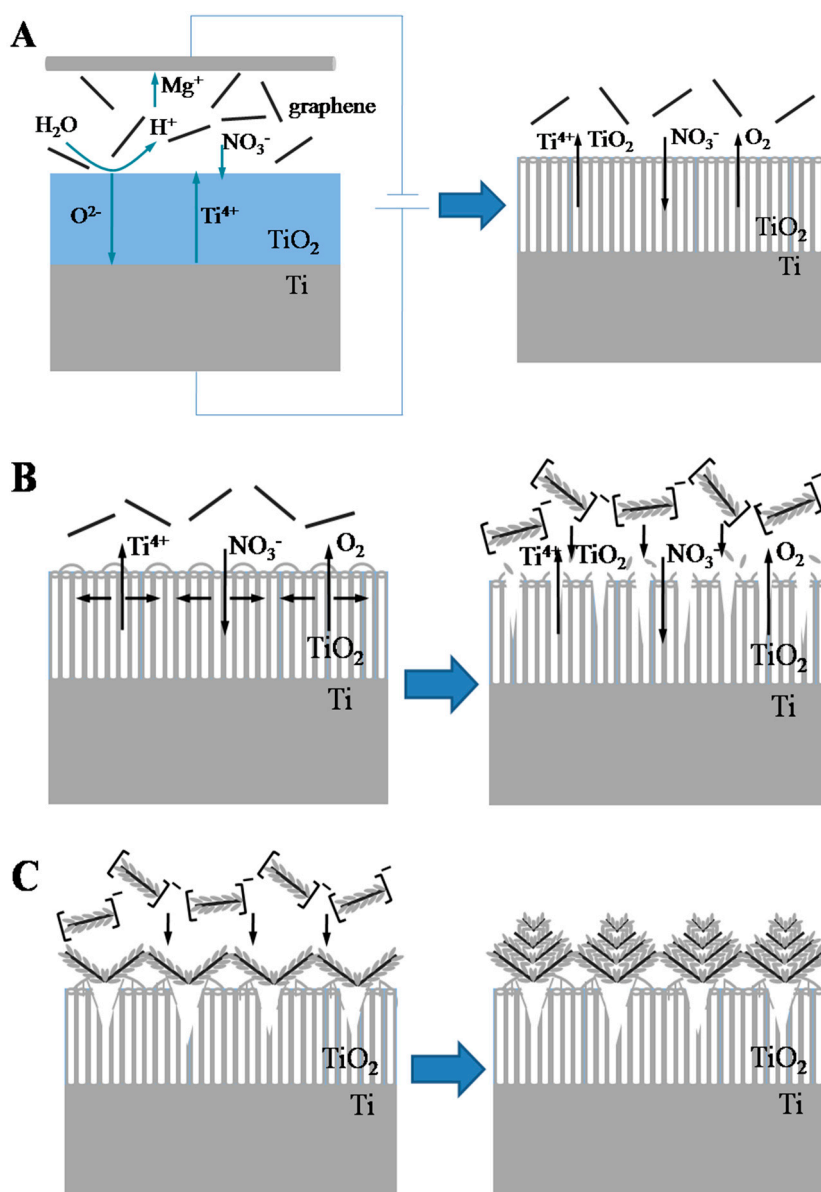 A
Mg⁺
graphene
H₂O
H⁺
NO₃⁻
O²⁻
Ti⁴⁺
TiO₂
Ti
Ti⁴⁺ TiO₂ NO₃⁻ O₂
TiO₂
Ti
B
Ti⁴⁺ NO₃⁻ O₂
TiO₂
Ti
[ ]⁻ [ ]⁻ [ ]⁻ [ ]⁻ [ ]⁻
Ti⁴⁺ TiO₂ NO₃⁻ O₂
TiO₂
Ti
C
[ ]⁻ [ ]⁻ [ ]⁻ [ ]⁻ [ ]⁻
TiO₂
Ti
TiO₂
Ti